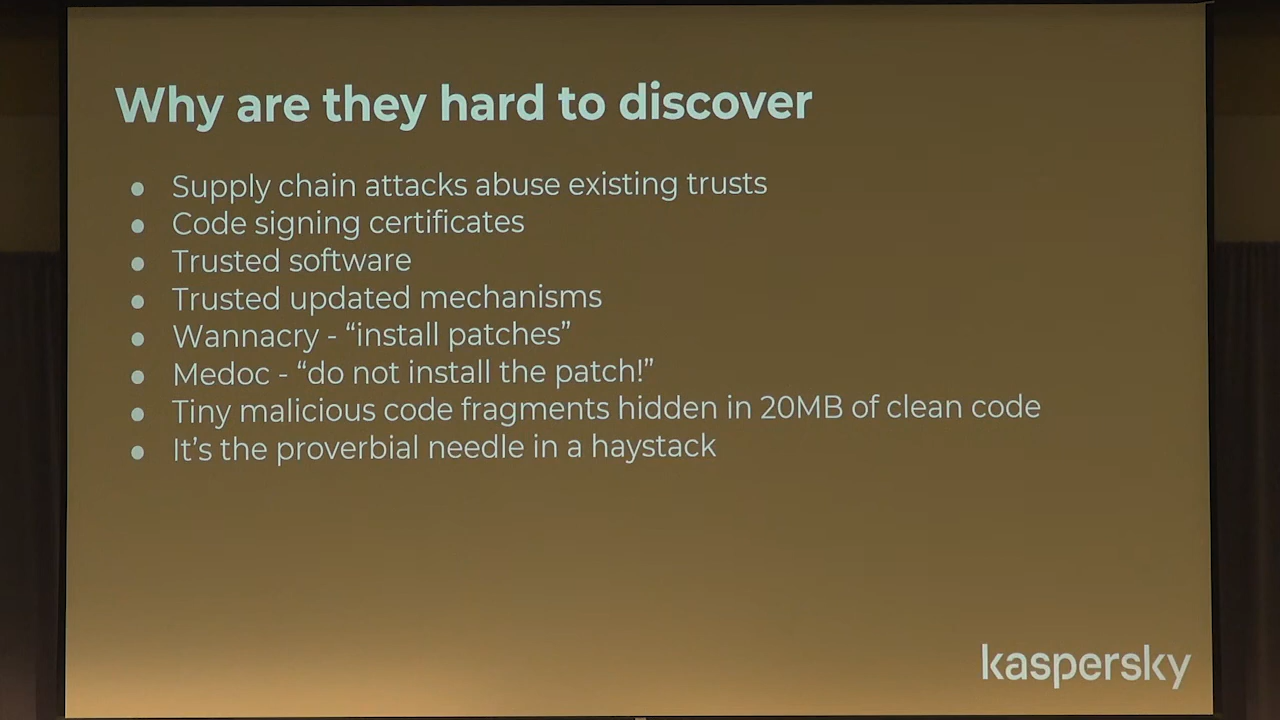 Why are they hard to discover
● Supply chain attacks abuse existing trusts
● Code signing certificates
● Trusted software
● Trusted updated mechanisms
● Wannacry - “install patches”
● Medoc - “do not install the patch!”
● Tiny malicious code fragments hidden in 20MB of clean code
● It’s the proverbial needle in a haystack
kaspersky